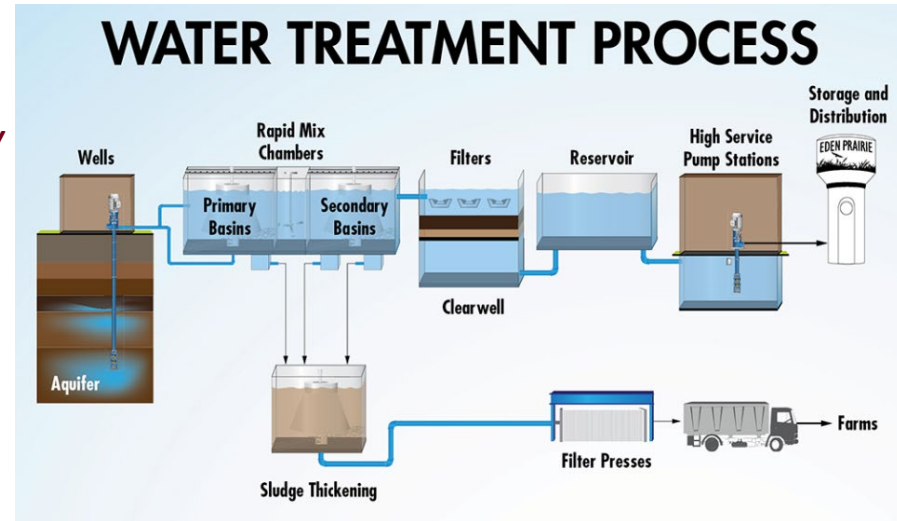 WATER TREATMENT PROCESS
Storage and
Distribution
EDEN PRAIRIE
High Service
Pump Stations
Reservoir
Filters
Rapid Mix
Chambers
Wells
Primary
Basins
Secondary
Basins
Clearwell
Aquifer
Sludge Thickening
Filter Presses
Farms